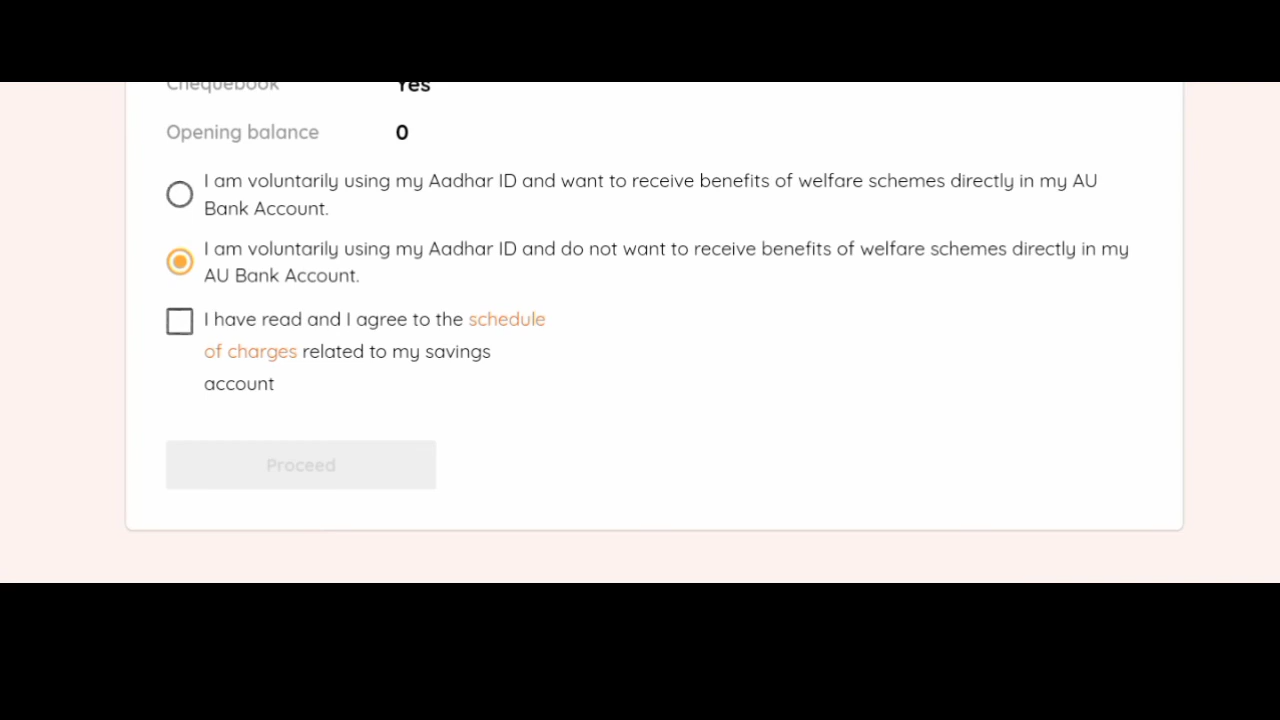 Chequebook Yes
Opening balance 0
I am voluntarily using my Aadhar ID and want to receive benefits of welfare schemes directly in my AU
Bank Account.
I am voluntarily using my Aadhar ID and do not want to receive benefits of welfare schemes directly in my
AU Bank Account.
I have read and I agree to the schedule
of charges related to my savings
account
Proceed